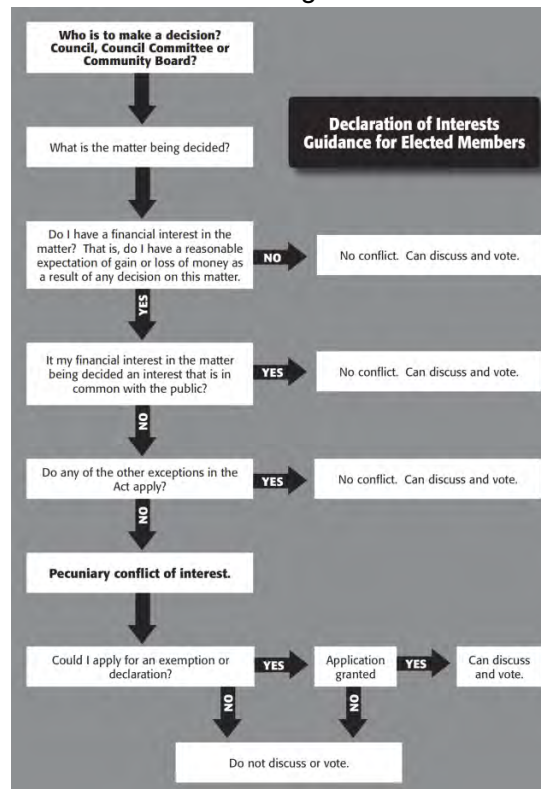 Who is to make a decision?
Council, Council Committee or
Community Board?
Declaration of Interests
Guidance for Elected Members
What is the matter being decided?
Do I have a financial interest in the
matter? That is, do I have a reasonable
expectation of gain or loss of money as
a result of any decision on this matter.
NO
No conflict. Can discuss and vote.
YES
It my financial interest in the matter
being decided an interest that is in
common with the public?
YES
No conflict. Can discuss and vote.
NO
Do any of the other exceptions in the
Act apply?
YES
No conflict. Can discuss and vote.
NO
Pecuniary conflict of interest.
Could I apply for an exemption or
declaration?
YES
Application
granted
YES
Can discuss
and vote.
NO
NO
Do not discuss or vote.